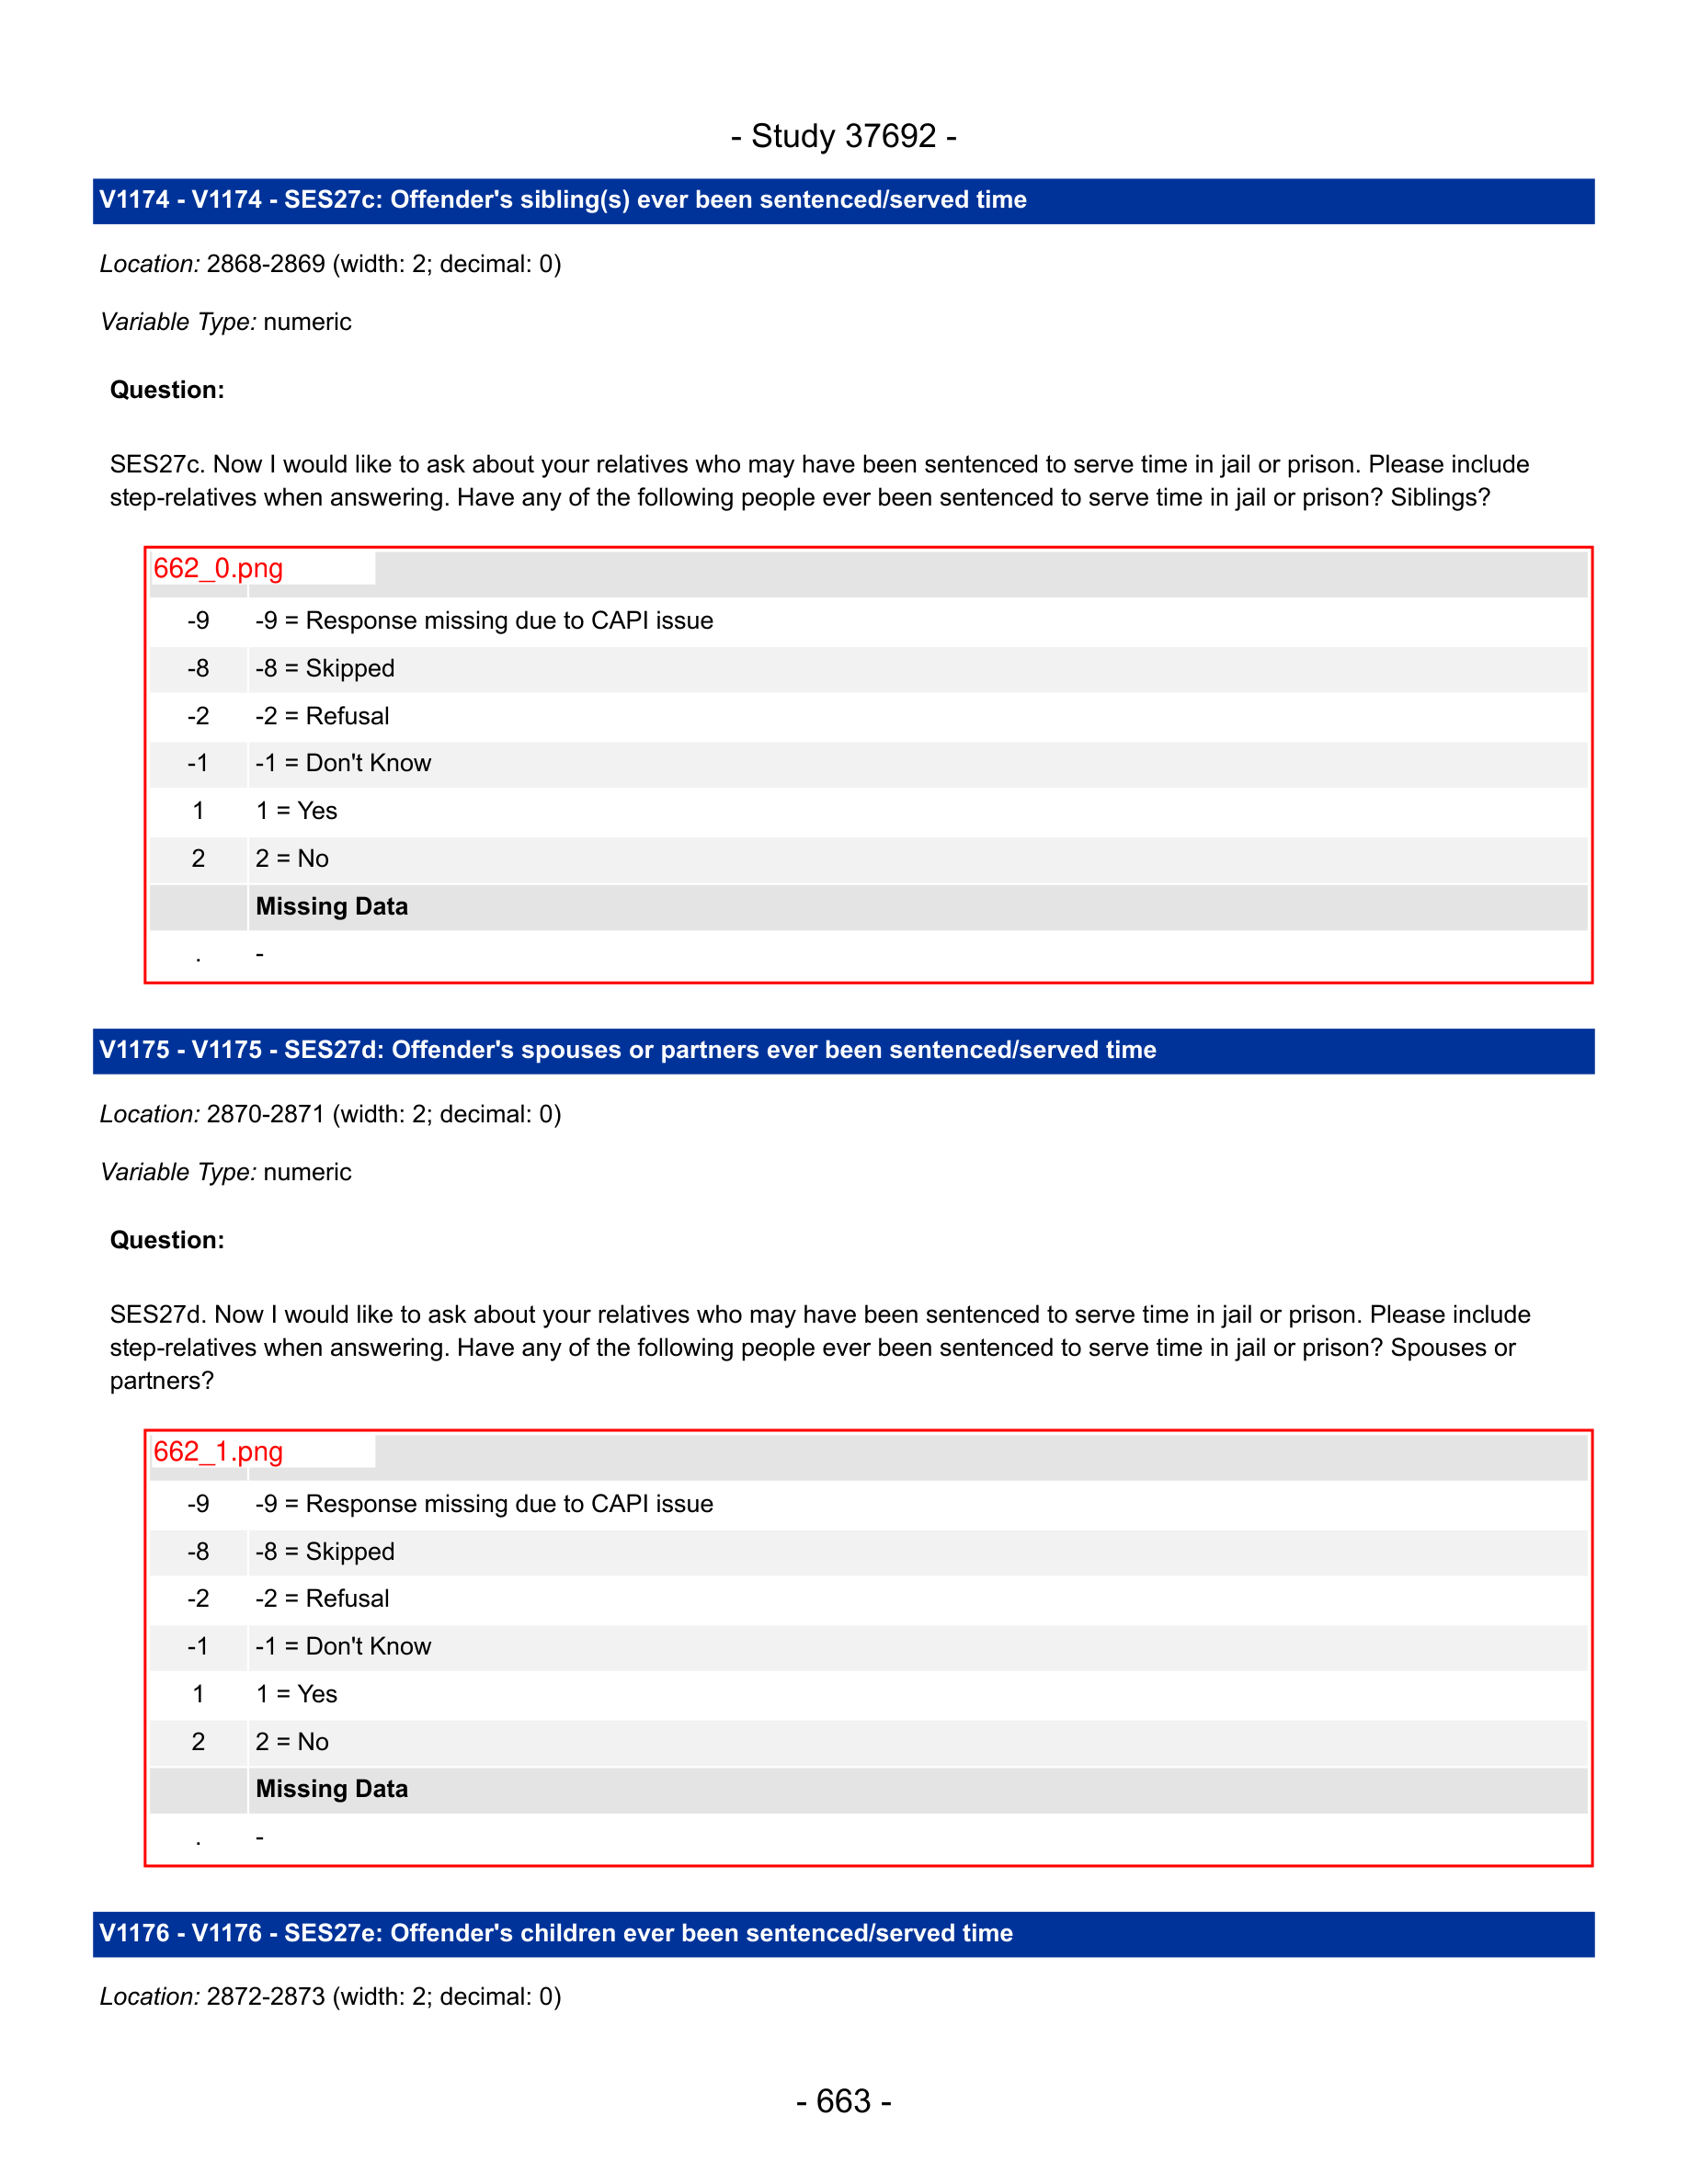 - Study 37692 -
V1174 - V1174 - SES27c: Offender's sibling(s) ever been sentenced/served time
Location: 2868-2869 (width: 2; decimal: 0)
Variable Type: numeric
Question:
SES27c. Now I would like to ask about your relatives who may have been sentenced to serve time in jail or prison. Please include
step-relatives when answering. Have any of the following people ever been sentenced to serve time in jail or prison? Siblings?
662_0.png
-9 -9 = Response missing due to CAPI issue
-8 -8 = Skipped
-2 -2 = Refusal
-1 -1 = Don't Know
1 1 = Yes
2 2 = No
Missing Data
. -
V1175 - V1175 - SES27d: Offender's spouses or partners ever been sentenced/served time
Location: 2870-2871 (width: 2; decimal: 0)
Variable Type: numeric
Question:
SES27d. Now I would like to ask about your relatives who may have been sentenced to serve time in jail or prison. Please include
step-relatives when answering. Have any of the following people ever been sentenced to serve time in jail or prison? Spouses or
partners?
662_1.png
-9 -9 = Response missing due to CAPI issue
-8 -8 = Skipped
-2 -2 = Refusal
-1 -1 = Don't Know
1 1 = Yes
2 2 = No
Missing Data
. -
V1176 - V1176 - SES27e: Offender's children ever been sentenced/served time
Location: 2872-2873 (width: 2; decimal: 0)
- 663 -